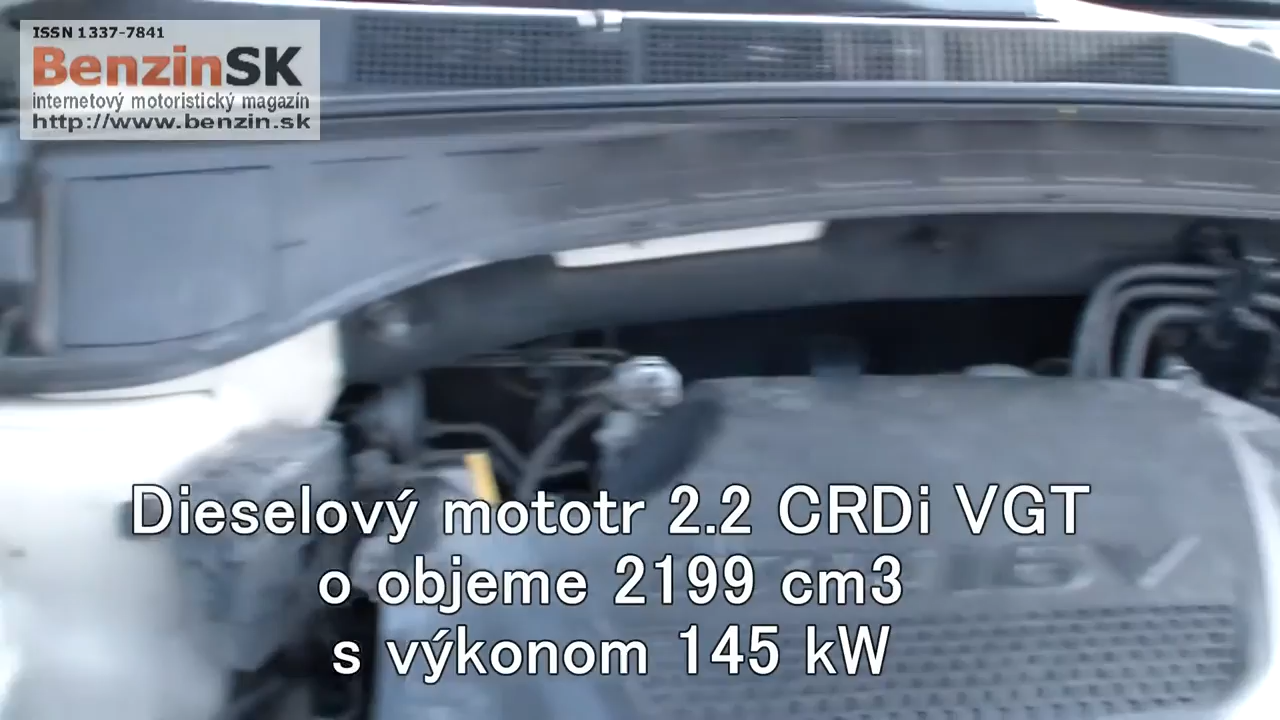 ISSN 1337-7841
BenzinSK
internetový motoristický magazín
http://www.benzin.sk
Dieselový mototr 2.2 CRDi VGT
o objeme 2199 cm3
s výkonom 145 kW